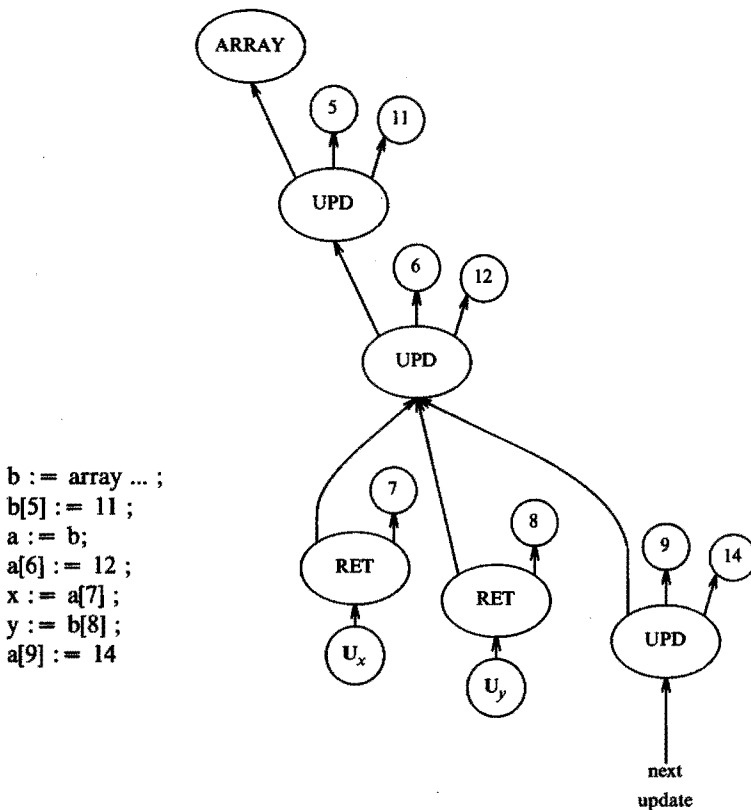 ARRAY
5
11
UPD
6
12
UPD
b := array ... ;
b[5] := 11 ;
a := b;
a[6] := 12 ;
x := a[7] ;
y := b[8] ;
a[9] := 14
7
RET
8
RET
9
14
UPD
Uₓ
U_y
next
update